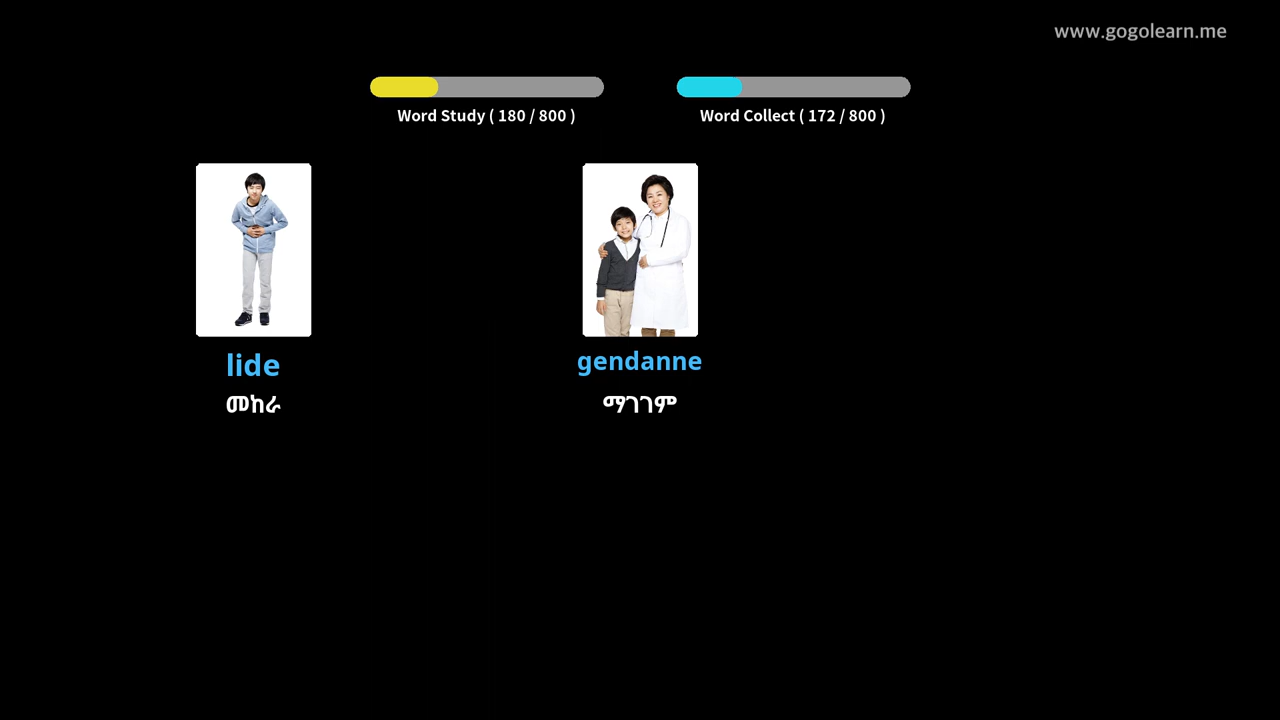 www.gogolearn.me
Word Study ( 180 / 800 )
Word Collect ( 172 / 800 )
lide
መከራ
gendanne
ማገገም